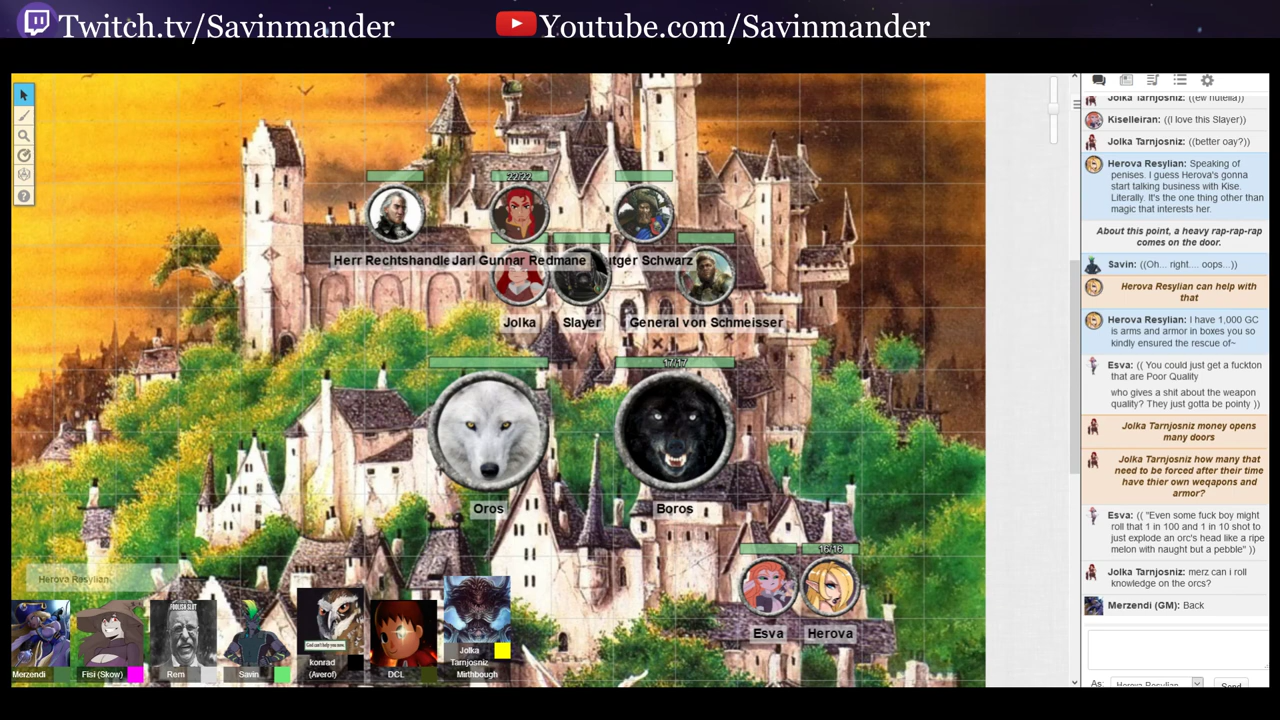 Twitch.tv/Savinmander
Youtube.com/Savinmander
22/22
Herr Rechtshandle
Jarl Gunnar Redmane
utger Schwarz
Jolka
Slayer
General von Schmeisser
17/17
Oros
Boros
16/16
Esva
Herova
Herova Resylian
FOOLISH SLUT
Merzendi
Fisi (Skow)
Rem
Savin
konrad
(Averof)
DCL
Jolka
Tarnjosniz
Mirthbough
Jolka Tarnjosniz: ((ew nutella))
Kiselleiran: ((I love this Slayer))
Jolka Tarnjosniz: ((better oay?))
Herova Resylian: Speaking of
penises. I guess Herova's gonna
start talking business with Kise.
Literally. It's the one thing other than
magic that interests her.
About this point, a heavy rap-rap-rap
comes on the door.
Savin: ((Oh... right.... oops...))
Herova Resylian can help with
that
Herova Resylian: I have 1,000 GC
is arms and armor in boxes you so
kindly ensured the rescue of~
Esva: (( You could just get a fuckton
that are Poor Quality
who gives a shit about the weapon
quality? They just gotta be pointy ))
Jolka Tarnjosniz money opens
many doors
Jolka Tarnjosniz how many that
need to be forced after their time
have thier own weqapons and
armor?
Esva: (( "Even some fuck boy might
roll that 1 in 100 and 1 in 10 shot to
just explode an orc's head like a ripe
melon with naught but a pebble" ))
Jolka Tarnjosniz: merz can i roll
knowledge on the orcs?
Merzendi (GM): Back
As:
Herova Resylian
Send